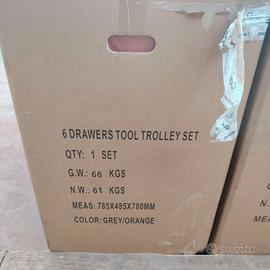 6 DRAWERS TOOL TROLLEY SET
QTY: 1 SET
G.W.: 66 KGS
N.W.: 61 KGS
MEAS: 785X485X780MM
COLOR: GREY/ORANGE
subito